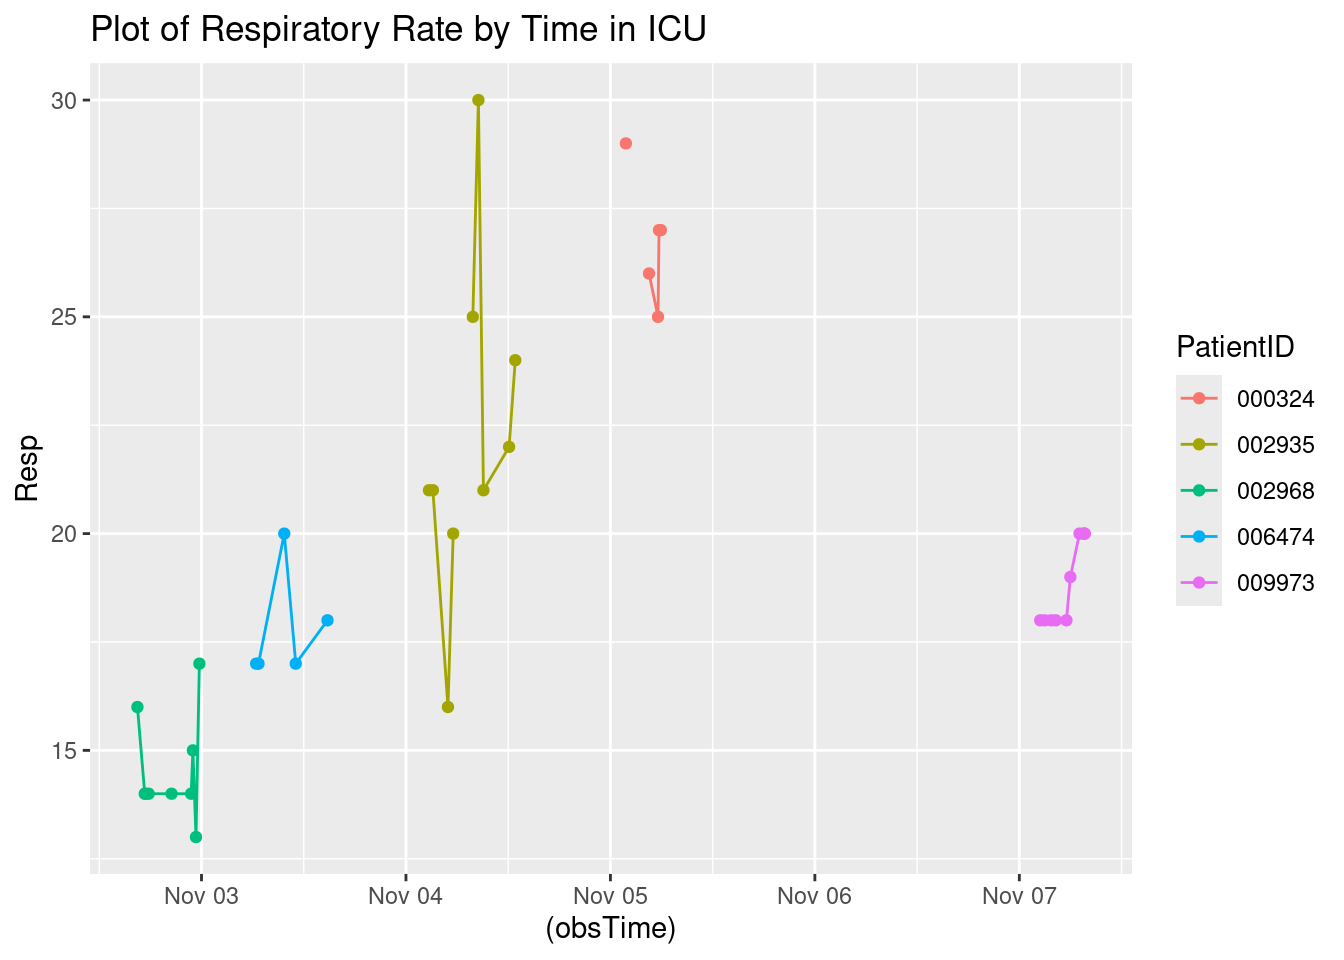 Plot of Respiratory Rate by Time in ICU
30
25
20
15
Resp
Nov 03
Nov 04
Nov 05
Nov 06
Nov 07
(obsTime)
PatientID
000324
002935
002968
006474
009973